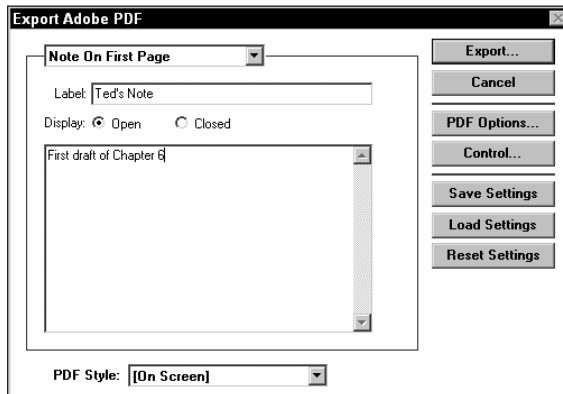 Export Adobe PDF
Note On First Page
Label: Ted's Note
Display: Open Closed
First draft of Chapter 6
PDF Style: [On Screen]
Export...
Cancel
PDF Options...
Control...
Save Settings
Load Settings
Reset Settings